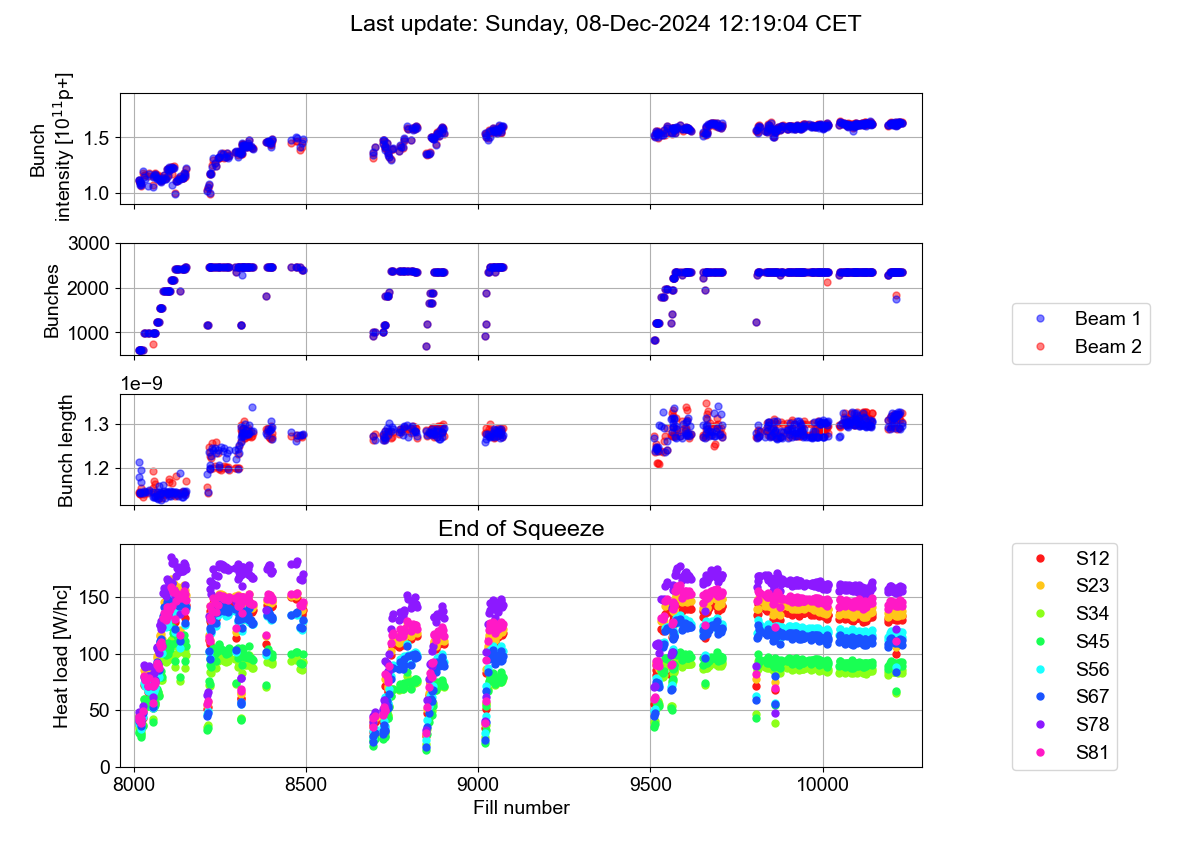 Last update: Sunday, 08-Dec-2024 12:19:04 CET
Bunch
intensity [10¹¹p+]
1.5
1.0
Bunches
3000
2000
1000
Beam 1
Beam 2
1e−9
Bunch length
1.3
1.2
End of Squeeze
Heat load [W/hc]
150
100
50
0
8000 8500 9000 9500 10000
Fill number
S12
S23
S34
S45
S56
S67
S78
S81